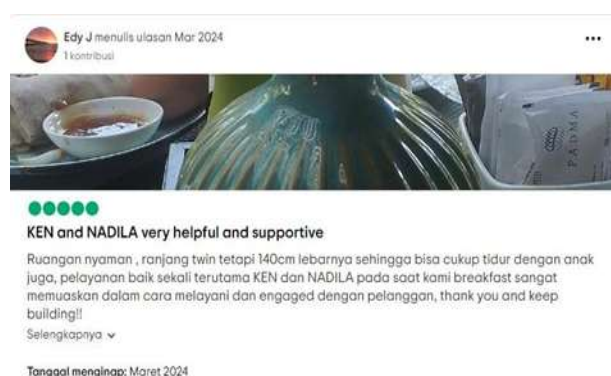 Edy J menulis ulasan Mar 2024
1 kontribusi
PADMA
KEN and NADILA very helpful and supportive
Ruangan nyaman , ranjang twin tetapi 140cm lebarnya sehingga bisa cukup tidur dengan anak
juga, pelayanan baik sekali terutama KEN dan NADILA pada saat kami breakfast sangat
memuaskan dalam cara melayani dan engaged dengan pelanggan, thank you and keep
building!!
Selengkapnya
Tanggal menginap: Maret 2024